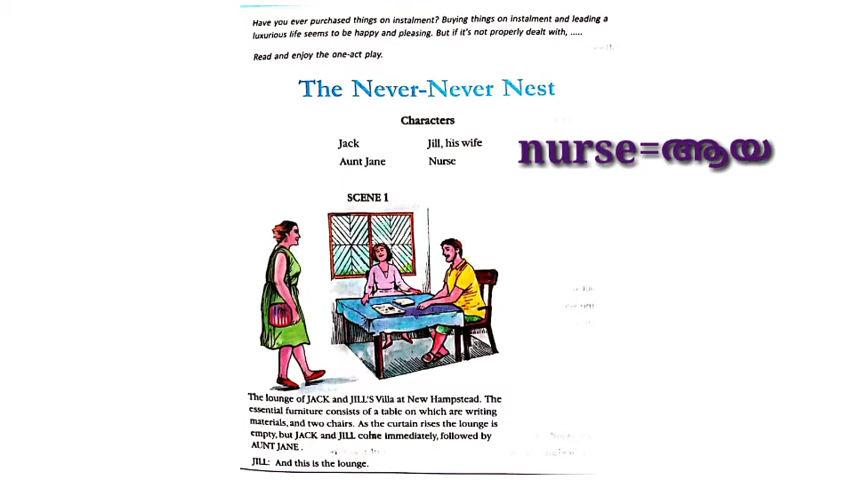 Have you ever purchased things on instalment? Buying things on instalment and leading a
luxurious life seems to be happy and pleasing. But if it's not properly dealt with, .....
Read and enjoy the one-act play.
The Never-Never Nest
Characters
Jack Jill, his wife
Aunt Jane Nurse
nurse=ആയ
SCENE 1
The lounge of JACK and JILL'S Villa at New Hampstead. The
essential furniture consists of a table on which are writing
materials, and two chairs. As the curtain rises the lounge is
empty, but JACK and JILL come immediately, followed by
AUNT JANE.
JILL: And this is the lounge.